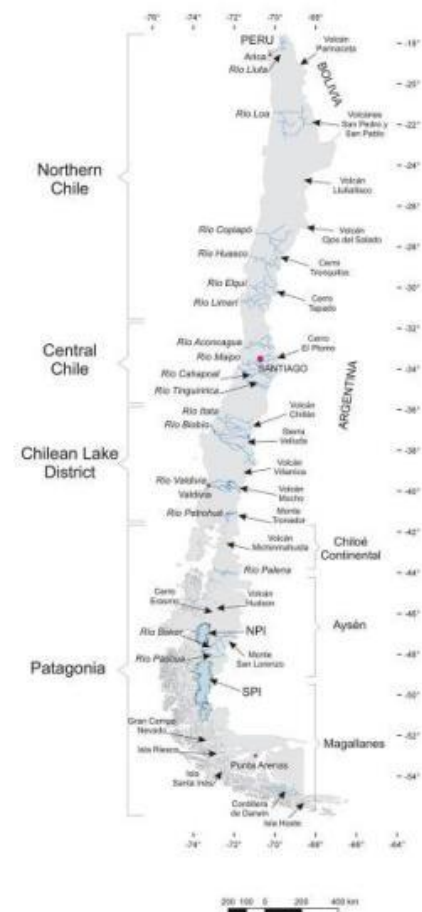 -76° -74° -72° -70° -68°
PERU
Volcán
Parinacota
Arica
Río Lluta
BOLIVIA
-18°
-20°
Río Loa
Volcánes
San Pedro y
San Pablo
-22°
-24°
Northern
Chile
Volcán
Llullaillaco
-26°
Río Copiapó
Volcán
Ojos del Salado
-28°
Río Huasco
Cerro
Tronquitos
Río Elqui
-30°
Río Limarí
Cerro
Tapado
-32°
Río Aconcagua
Cerro
El Plomo
Central
Chile
Río Maipo
SANTIAGO
-34°
Río Cahapoal
Río Tinguiririca
ARGENTINA
-36°
Río Itata
Volcán
Chillán
Río Biobío
Sierra
Velluda
-38°
Chilean Lake
District
Volcán
Villarrica
Río Valdivia
Valdivia
Volcán
Mocho
-40°
Río Petrohué
Monte
Tronador
-42°
Volcán
Michinmahuida
Chiloé
Continental
Río Palena
-44°
Cerro
Erasmo
Volcán
Hudson
-46°
Río Baker
NPI
Aysén
Río Pascua
Monte
San Lorenzo
-48°
Patagonia
SPI
-50°
Gran Campo
Nevado
Magallanes
-52°
Isla Riesco
Punta Arenas
Isla
Santa Inés
-54°
Cordillera
de Darwin
Isla Hoste
-74° -72° -70° -68° -66°
200 100 0 200 400 km